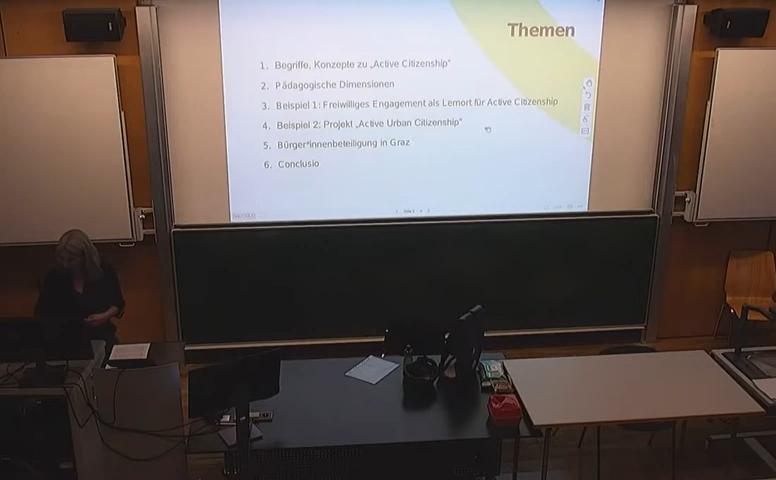 Themen
1. Begriffe, Konzepte zu „Active Citizenship"
2. Pädagogische Dimensionen
3. Beispiel 1: Freiwilliges Engagement als Lernort für Active Citizenship
4. Beispiel 2: Projekt „Active Urban Citizenship"
5. Bürger*innenbeteiligung in Graz
6. Conclusio